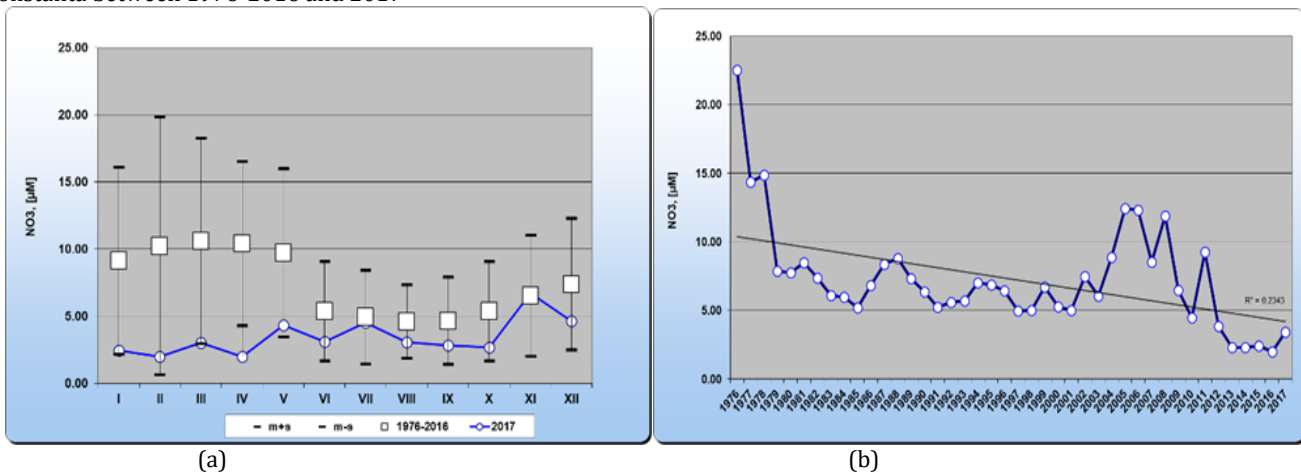 onstanta between 1976-2016 and 2017
25.00
20.00
15.00
10.00
5.00
0.00
NO3, [µM]
I II III IV V VI VII VIII IX X XI XII
m+s m-s 1976-2016 2017
(a)
25.00
20.00
15.00
10.00
5.00
0.00
NO3, [µM]
R² = 0.2343
1976 1977 1978 1979 1980 1981 1982 1983 1984 1985 1986 1987 1988 1989 1990 1991 1992 1993 1994 1995 1996 1997 1998 1999 2000 2001 2002 2003 2004 2005 2006 2007 2008 2009 2010 2011 2012 2013 2014 2015 2016 2017
(b)